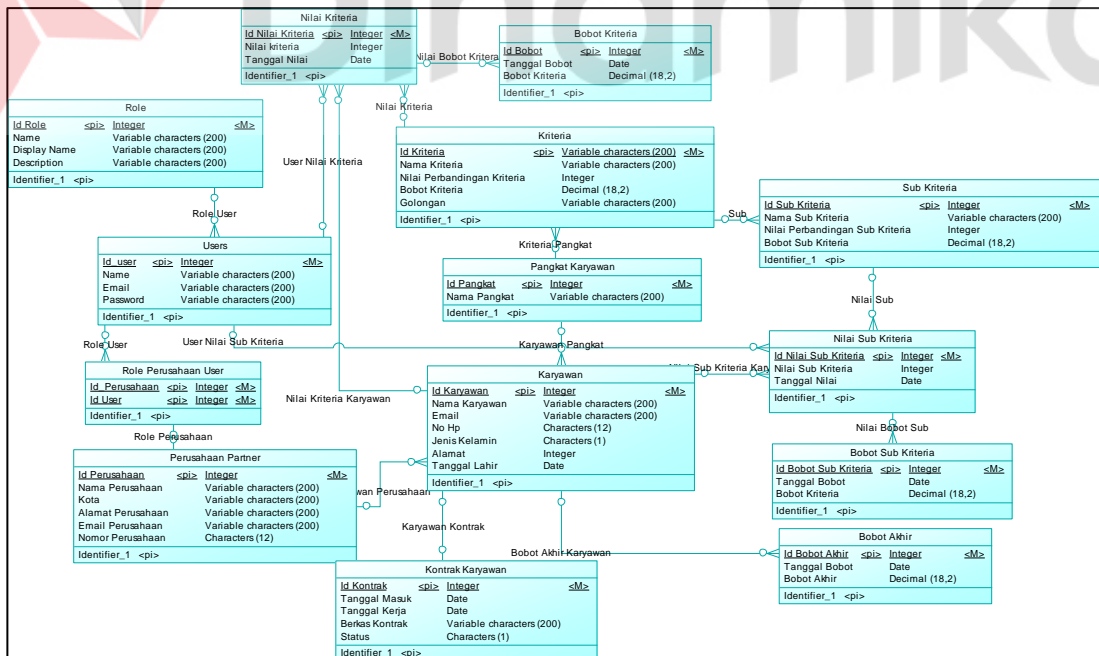 Dinamika
Nilai Kriteria
Id Nilai Kriteria <pi> Integer <M>
Nilai kriteria Integer
Tanggal Nilai Date
Identifier_1 <pi>
Nilai Bobot Kritera
Bobot Kriteria
Id Bobot <pi> Integer <M>
Tanggal Bobot Date
Bobot Kriteria Decimal (18,2)
Identifier_1 <pi>
Role
Id Role <pi> Integer <M>
Name Variable characters (200)
Display Name Variable characters (200)
Description Variable characters (200)
Identifier_1 <pi>
User Nilai Kriteria
Nilai Kriteria
Kriteria
Id Kriteria <pi> Variable characters (200) <M>
Nama Kriteria Variable characters (200)
Nilai Perbandingan Kriteria Integer
Bobot Kriteria Decimal (18,2)
Golongan Variable characters (200)
Identifier_1 <pi>
Sub
Sub Kriteria
Id Sub Kriteria <pi> Integer <M>
Nama Sub Kriteria Variable characters (200)
Nilai Perbandingan Sub Kriteria Integer
Bobot Sub Kriteria Decimal (18,2)
Identifier_1 <pi>
Role User
Users
Id_user <pi> Integer <M>
Name Variable characters (200)
Email Variable characters (200)
Password Variable characters (200)
Identifier_1 <pi>
Kriteria Pangkat
Pangkat Karyawan
Id Pangkat <pi> Integer <M>
Nama Pangkat Variable characters (200)
Identifier_1 <pi>
Nilai Sub
Role User
User Nilai Sub Kriteria
Karyawan Pangkat
Nilai Sub Kriteria
Id Nilai Sub Kriteria <pi> Integer <M>
Nilai Sub Kriteria Integer
Tanggal Nilai Date
Identifier_1 <pi>
Role Perusahaan User
Id_Perusahaan <pi> Integer <M>
Id User <pi> Integer <M>
Identifier_1 <pi>
Nilai Kriteria Karyawan
Karyawan
Id Karyawan <pi> Integer <M>
Nama Karyawan Variable characters (200)
Email Variable characters (200)
No Hp Characters (12)
Jenis Kelamin Characters (1)
Alamat Integer
Tanggal Lahir Date
Identifier_1 <pi>
Nilai Sub Kriteria Kary
Nilai Bobot Sub
Role Perusahaan
Perusahaan Partner
Id Perusahaan <pi> Integer <M>
Nama Perusahaan Variable characters (200)
Kota Variable characters (200)
Alamat Perusahaan Variable characters (200)
Email Perusahaan Variable characters (200)
Nomor Perusahaan Characters (12)
Identifier_1 <pi>
wan Perusahaan
Bobot Sub Kriteria
Id Bobot Sub Kriteria <pi> Integer <M>
Tanggal Bobot Date
Bobot Kriteria Decimal (18,2)
Identifier_1 <pi>
Karyawan Kontrak
Bobot Akhir Karyawan
Bobot Akhir
Id Bobot Akhir <pi> Integer <M>
Tanggal Bobot Date
Bobot Akhir Decimal (18,2)
Identifier_1 <pi>
Kontrak Karyawan
Id Kontrak <pi> Integer <M>
Tanggal Masuk Date
Tanggal Kerja Date
Berkas Kontrak Variable characters (200)
Status Characters (1)
Identifier_1 <pi>